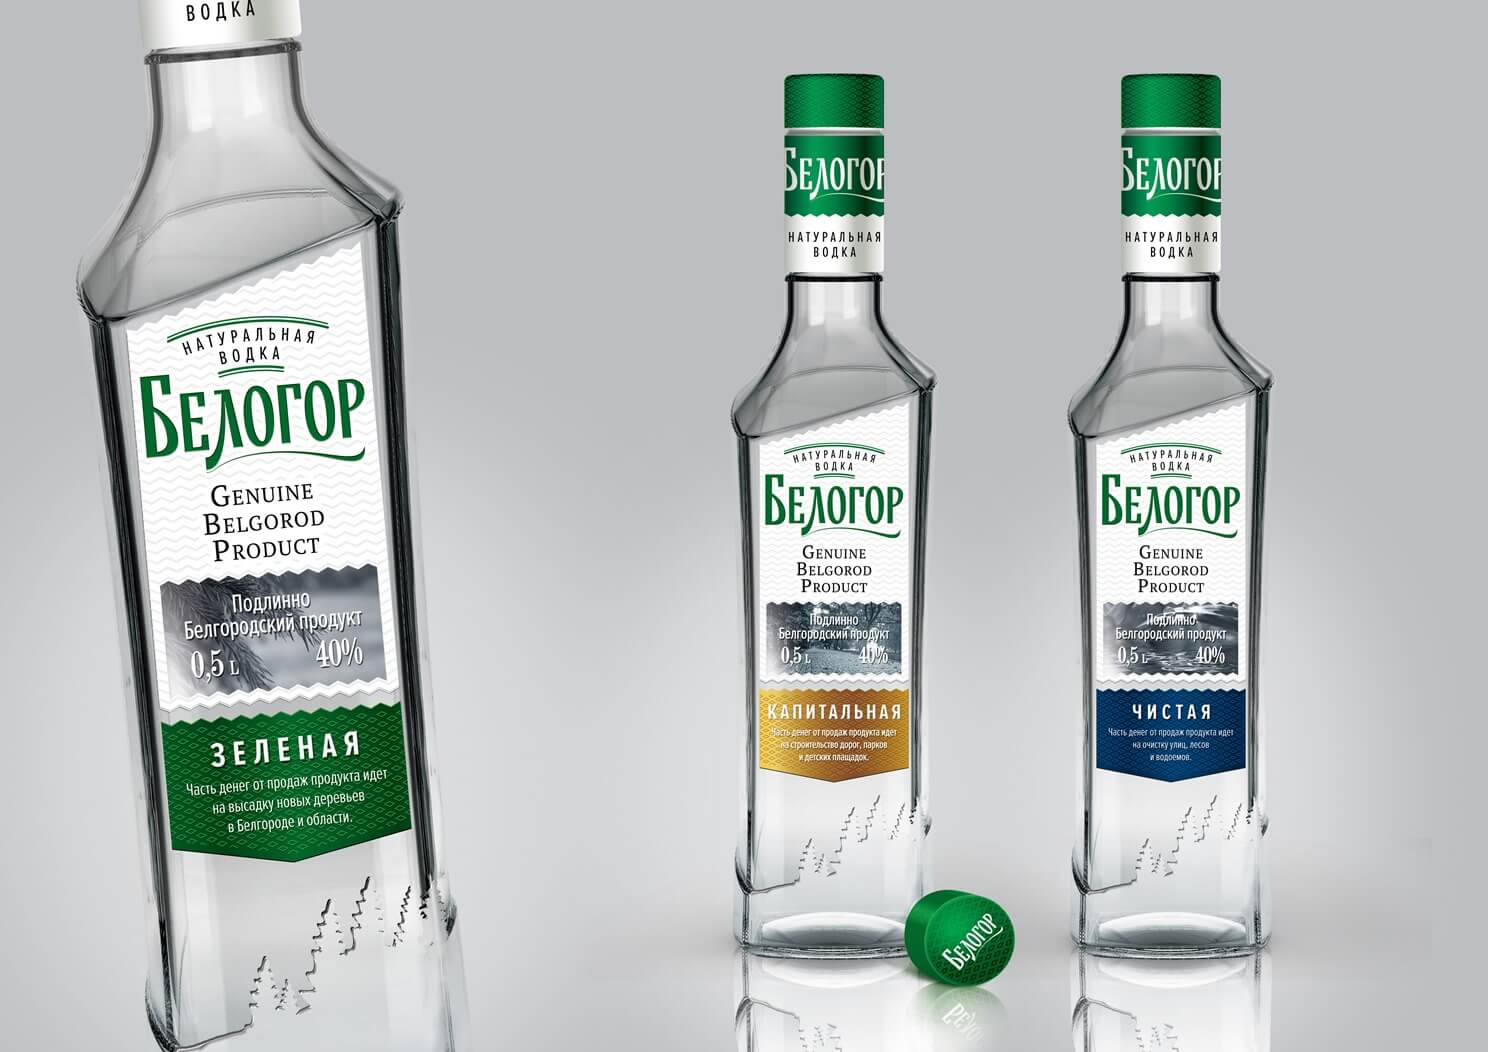 ВОДКА
НАТУРАЛЬНАЯ
ВОДКА
БЕЛОГОР
GENUINE
BELGOROD
PRODUCT
Подлинно
Белгородский продукт
0,5 L 40%
ЗЕЛЕНАЯ
Часть денег от продаж продукта идет
на высадку новых деревьев
в Белгороде и области.
БЕЛОГОР
НАТУРАЛЬНАЯ
ВОДКА
НАТУРАЛЬНАЯ
ВОДКА
БЕЛОГОР
GENUINE
BELGOROD
PRODUCT
Подлинно
Белгородский продукт
0,5 L 40%
КАПИТАЛЬНАЯ
Часть денег от продаж продукта идет
на строительство дорог, парков
и детских плащадок.
БЕЛОГОР
БЕЛОГОР
НАТУРАЛЬНАЯ
ВОДКА
НАТУРАЛЬНАЯ
ВОДКА
БЕЛОГОР
GENUINE
BELGOROD
PRODUCT
Подлинно
Белгородский продукт
0,5 L 40%
ЧИСТАЯ
Часть денег от продаж продукта идет
на очистку улиц, лесов
и водоемов.